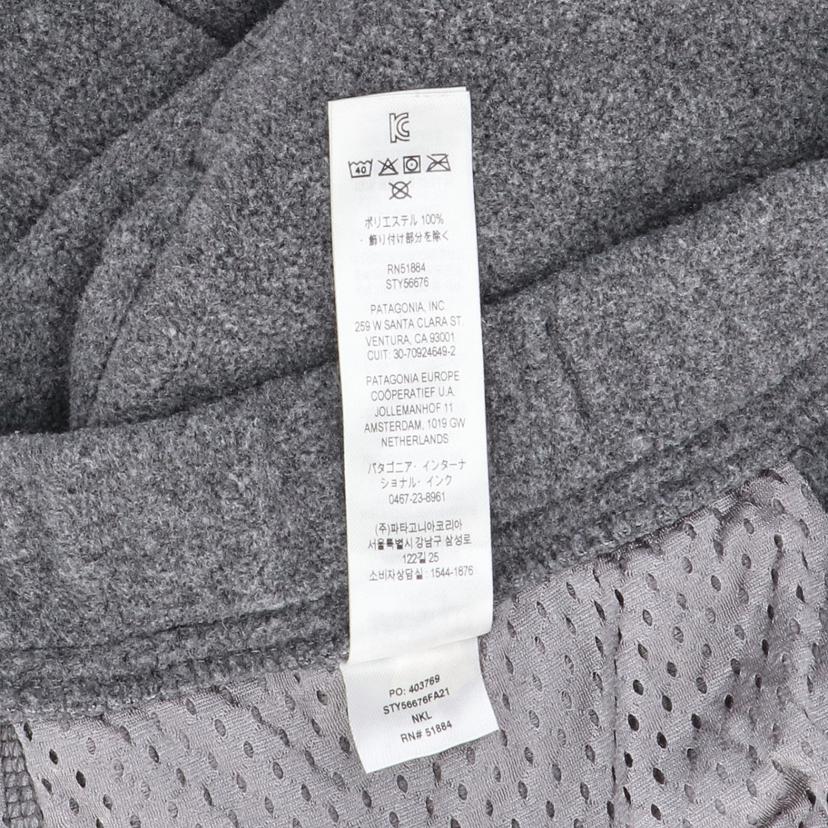 KC
40
ポリエステル 100%
・飾り付け部分を除く
RN51884
STY56676
PATAGONIA, INC
259 W SANTA CLARA ST.
VENTURA, CA 93001
CUIT: 30-70924649-2
PATAGONIA EUROPE
COÖPERATIEF U.A.
JOLLEMANHOF 11
AMSTERDAM, 1019 GW
NETHERLANDS
パタゴニア・インターナ
ショナル・インク
0467-23-8961
(주)파타고니아코리아
서울특별시 강남구 삼성로
122길 25
소비자상담실 : 1544-1876
PO: 403769
STY56676FA21
NKL
RN# 51884